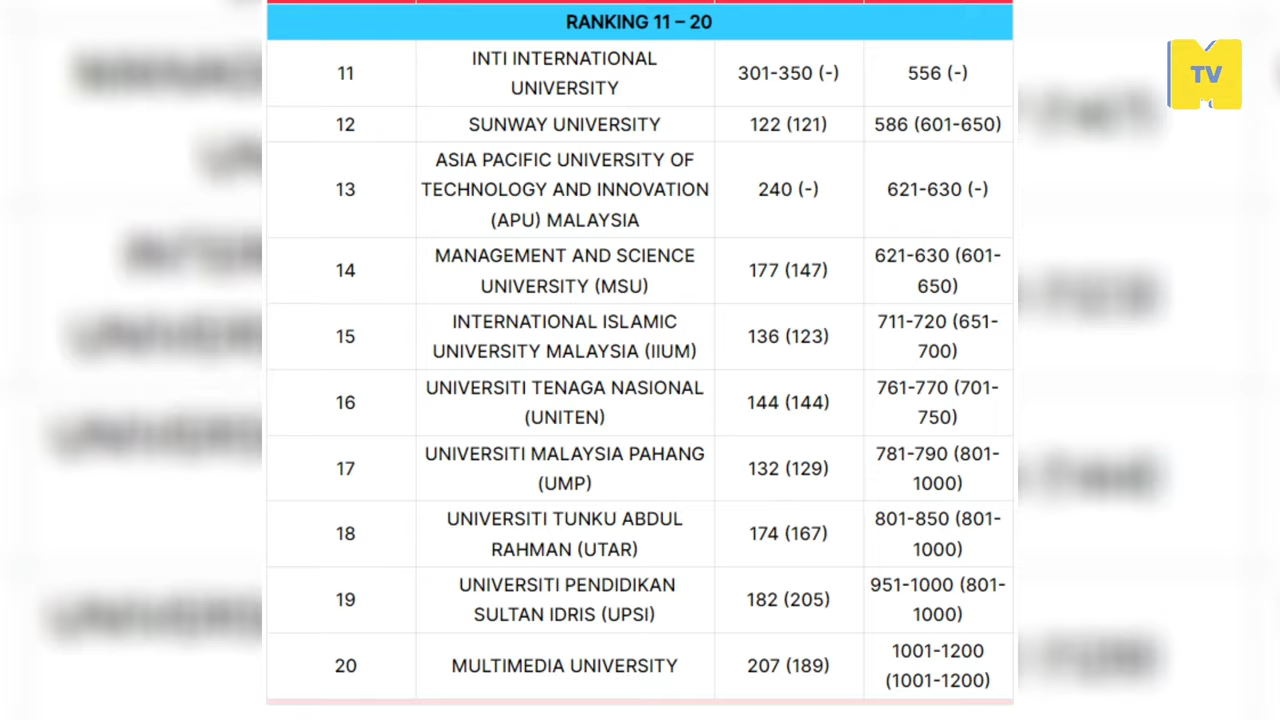 RANKING 11 – 20
11
INTI INTERNATIONAL
UNIVERSITY
301-350 (-)
556 (-)
12
SUNWAY UNIVERSITY
122 (121)
586 (601-650)
13
ASIA PACIFIC UNIVERSITY OF
TECHNOLOGY AND INNOVATION
(APU) MALAYSIA
240 (-)
621-630 (-)
14
MANAGEMENT AND SCIENCE
UNIVERSITY (MSU)
177 (147)
621-630 (601-
650)
15
INTERNATIONAL ISLAMIC
UNIVERSITY MALAYSIA (IIUM)
136 (123)
711-720 (651-
700)
16
UNIVERSITI TENAGA NASIONAL
(UNITEN)
144 (144)
761-770 (701-
750)
17
UNIVERSITI MALAYSIA PAHANG
(UMP)
132 (129)
781-790 (801-
1000)
18
UNIVERSITI TUNKU ABDUL
RAHMAN (UTAR)
174 (167)
801-850 (801-
1000)
19
UNIVERSITI PENDIDIKAN
SULTAN IDRIS (UPSI)
182 (205)
951-1000 (801-
1000)
20
MULTIMEDIA UNIVERSITY
207 (189)
1001-1200
(1001-1200)
TV